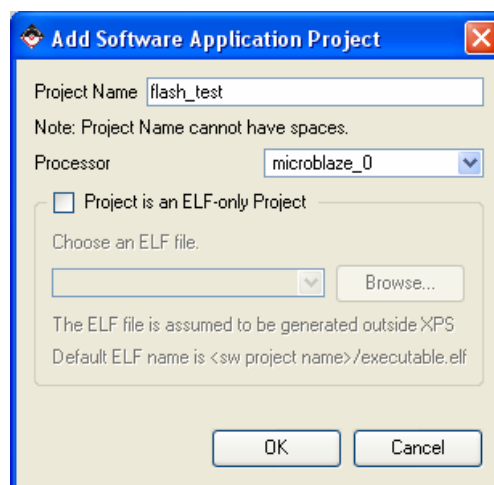 Add Software Application Project
Project Name flash_test
Note: Project Name cannot have spaces.
Processor microblaze_0
Project is an ELF-only Project
Choose an ELF file.
Browse...
The ELF file is assumed to be generated outside XPS
Default ELF name is <sw project name>/executable.elf
OK Cancel